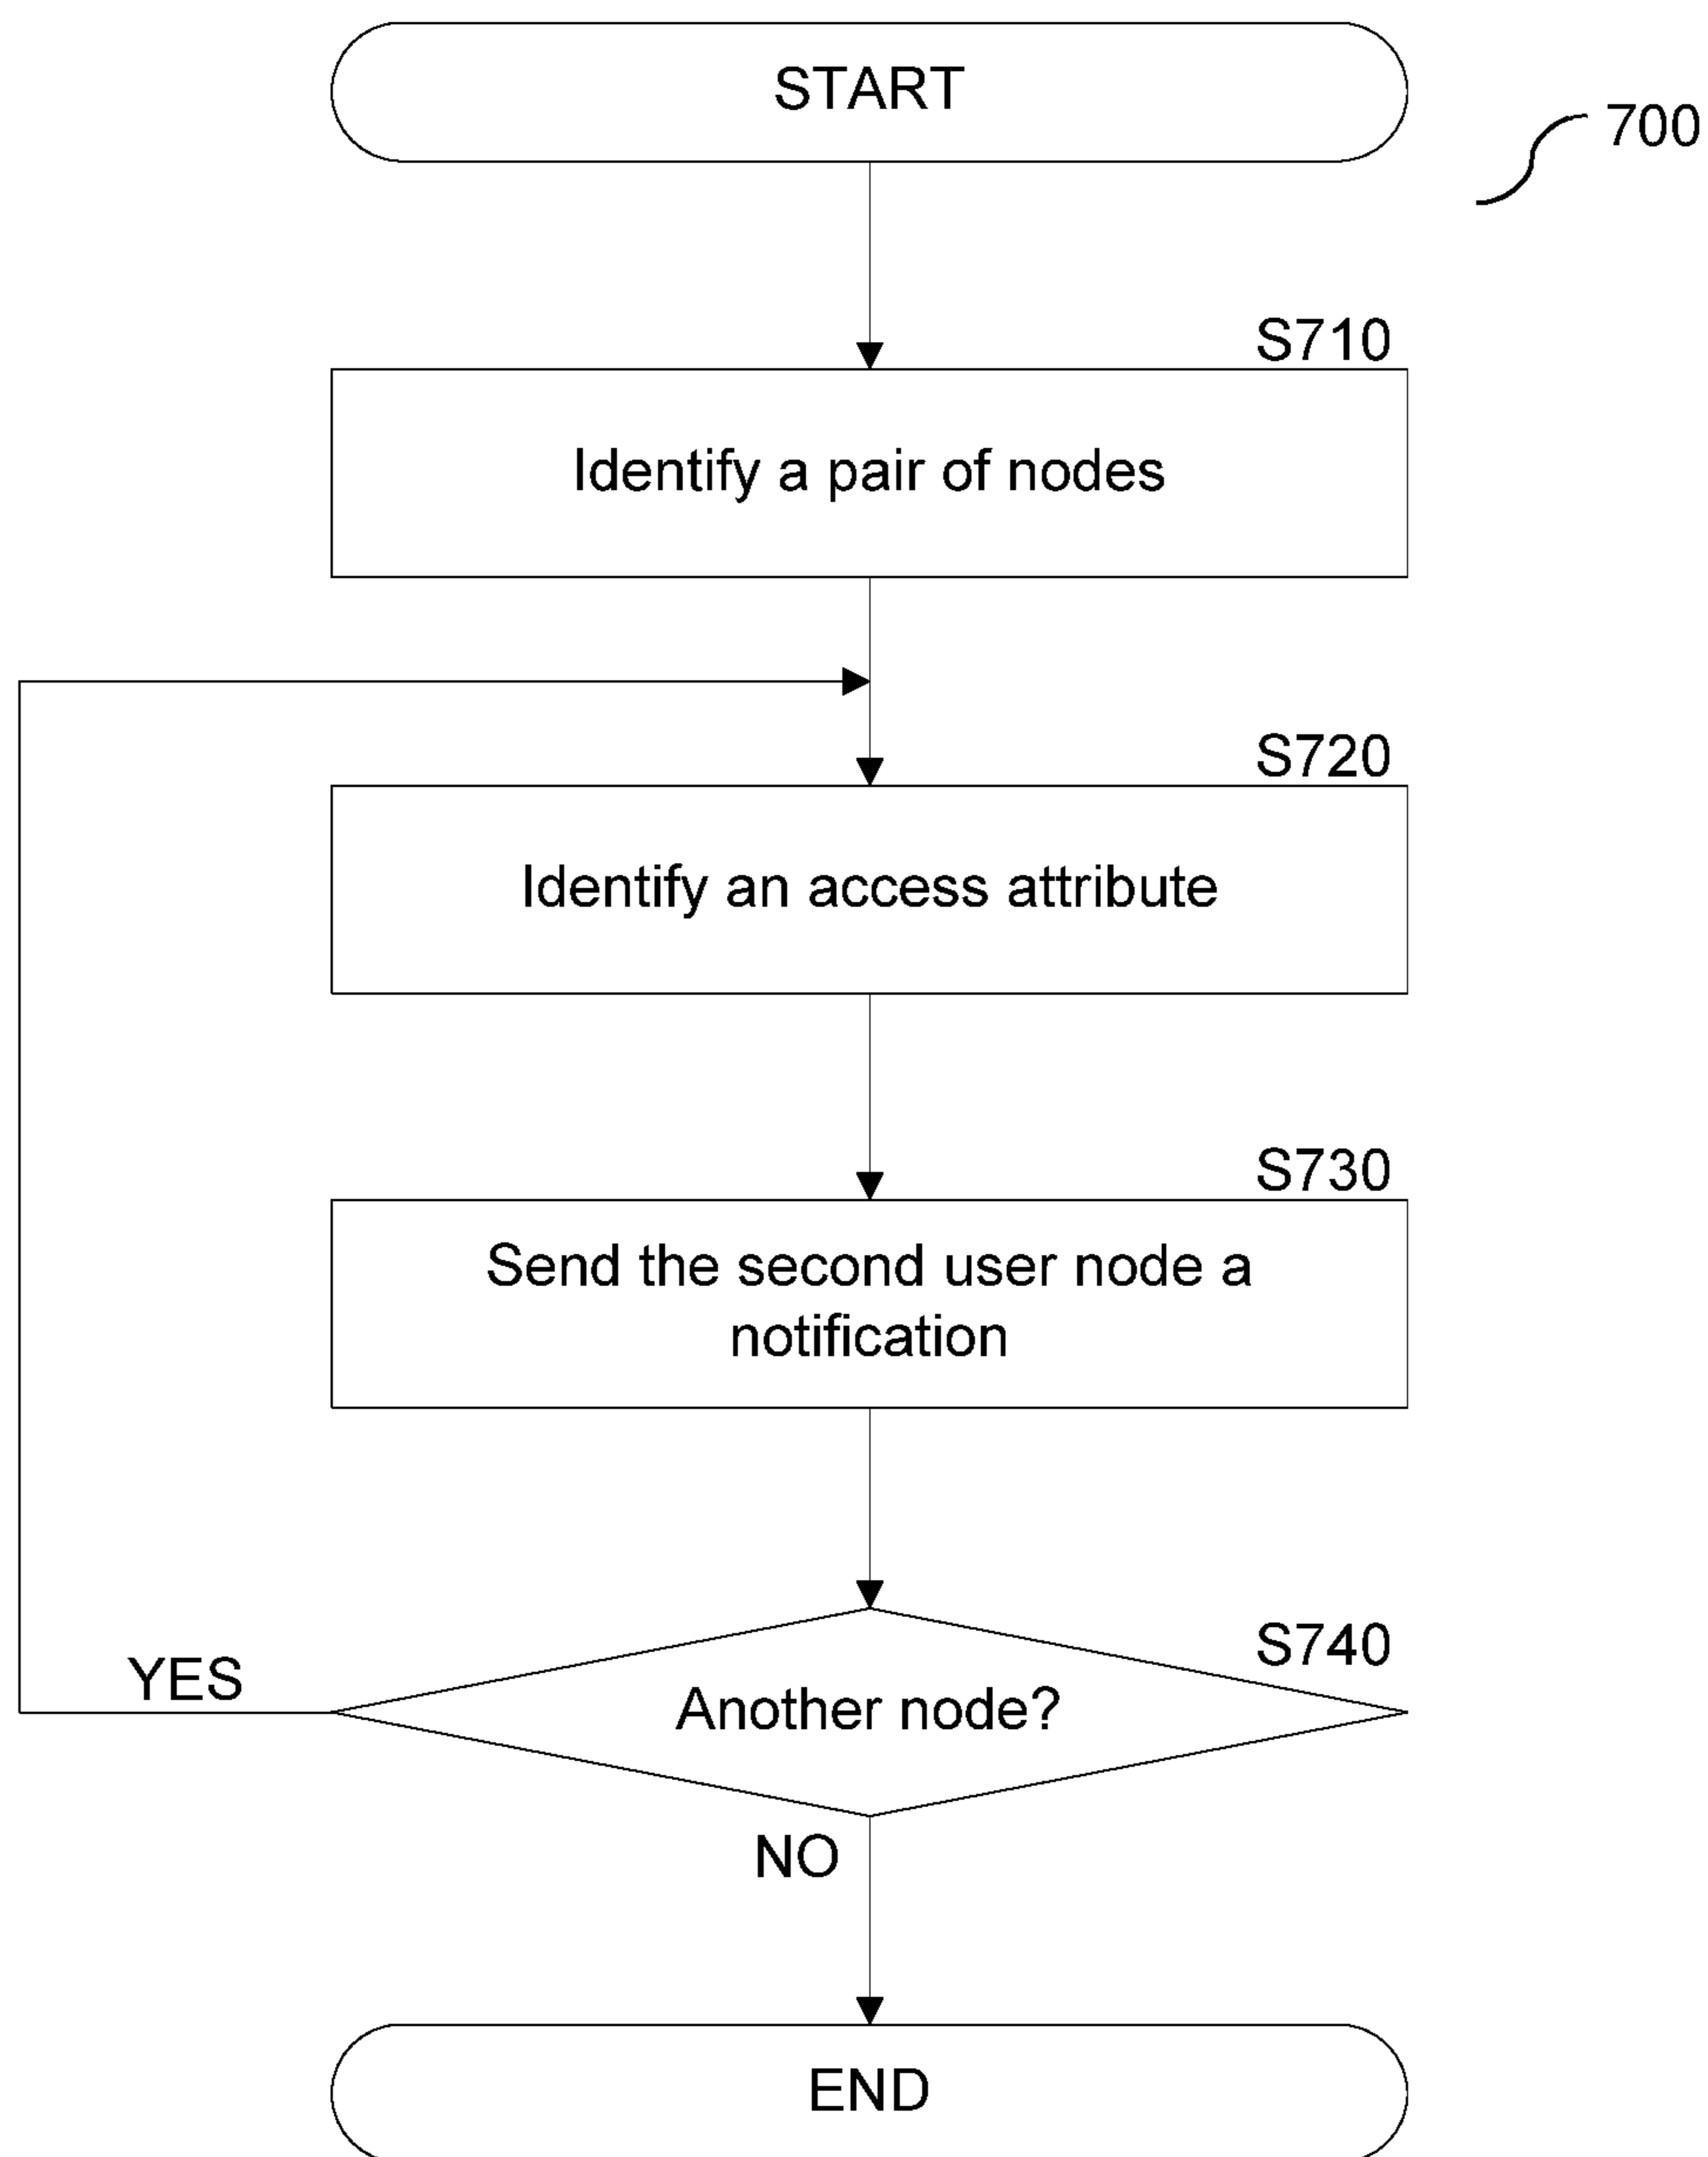 START
700
S710
Identify a pair of nodes
S720
Identify an access attribute
S730
Send the second user node a
notification
S740
YES
Another node?
NO
END